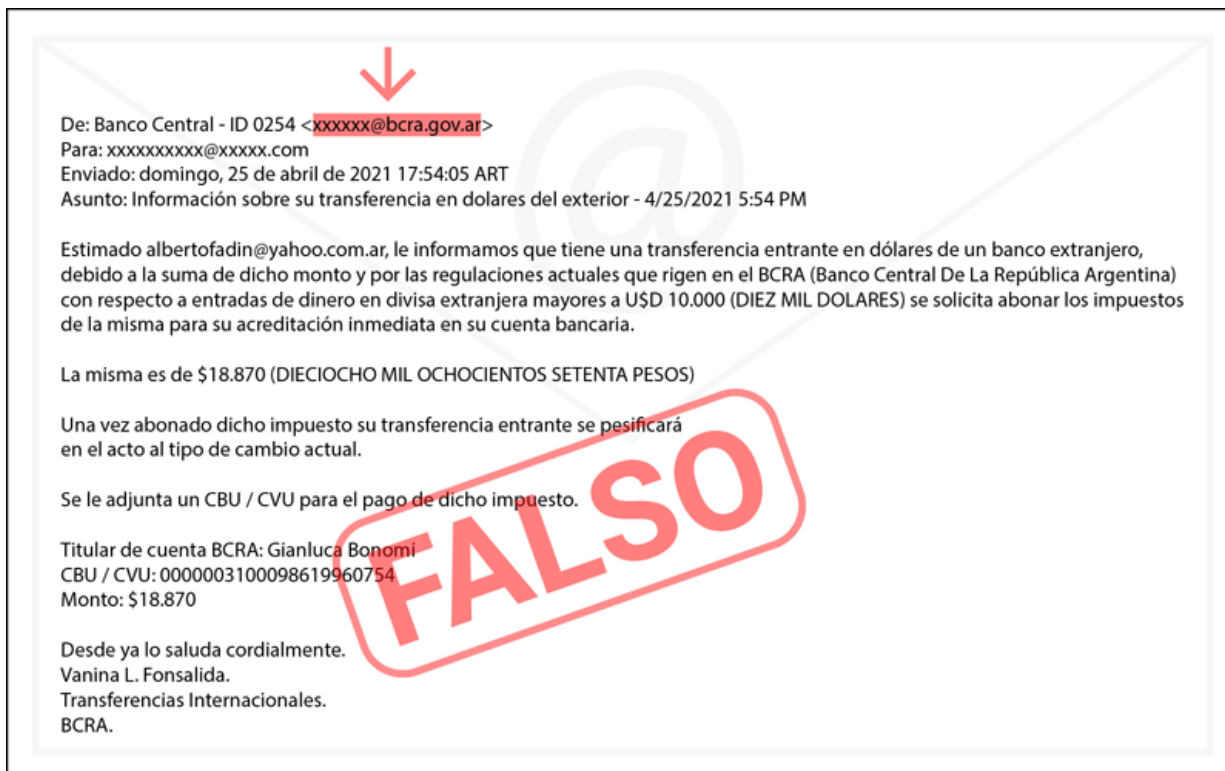 De: Banco Central - ID 0254 <xxxxxx@bcra.gov.ar>
Para: xxxxxxxxxx@xxxxx.com
Enviado: domingo, 25 de abril de 2021 17:54:05 ART
Asunto: Información sobre su transferencia en dolares del exterior - 4/25/2021 5:54 PM
Estimado albertofadin@yahoo.com.ar, le informamos que tiene una transferencia entrante en dólares de un banco extranjero,
debido a la suma de dicho monto y por las regulaciones actuales que rigen en el BCRA (Banco Central De La República Argentina)
con respecto a entradas de dinero en divisa extranjera mayores a U$D 10.000 (DIEZ MIL DOLARES) se solicita abonar los impuestos
de la misma para su acreditación inmediata en su cuenta bancaria.
La misma es de $18.870 (DIECIOCHO MIL OCHOCIENTOS SETENTA PESOS)
Una vez abonado dicho impuesto su transferencia entrante se pesificará
en el acto al tipo de cambio actual.
Se le adjunta un CBU / CVU para el pago de dicho impuesto.
Titular de cuenta BCRA: Gianluca Bonomi
CBU / CVU: 0000003100098619960754
Monto: $18.870
FALSO
Desde ya lo saluda cordialmente.
Vanina L. Fonsalida.
Transferencias Internacionales.
BCRA.